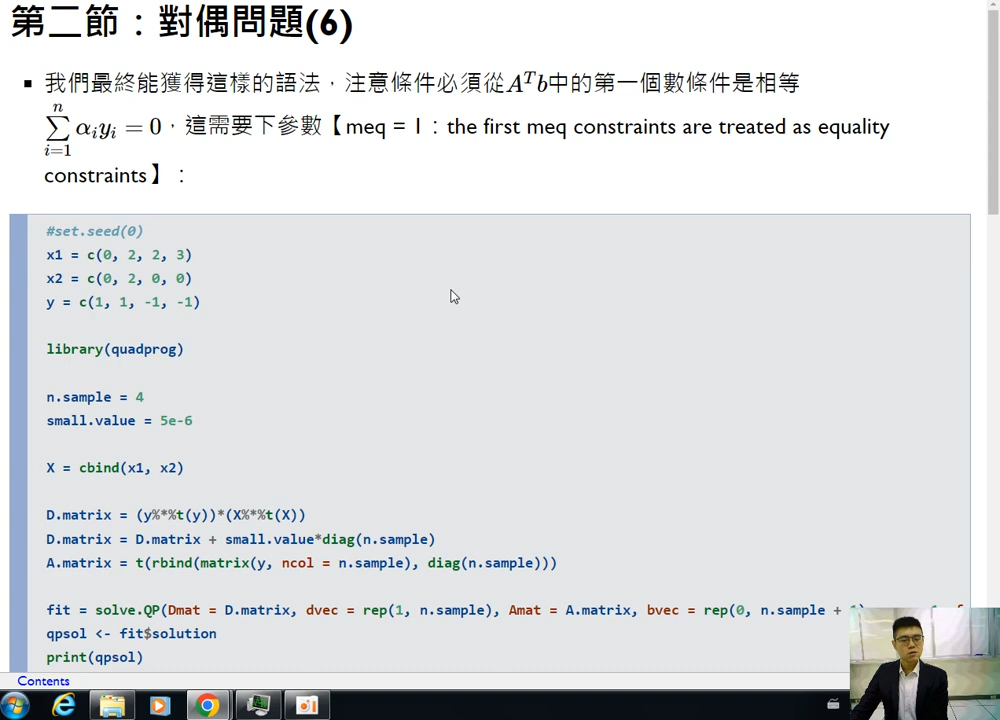 第二節：對偶問題(6)
▪ 我們最終能獲得這樣的語法，注意條件必須從Aᵀb中的第一個數條件是相等
n∑i=1 αᵢyᵢ = 0，這需要下參數【meq = 1：the first meq constraints are treated as equality
constraints】：
#set.seed(0)
x1 = c(0, 2, 2, 3)
x2 = c(0, 2, 0, 0)
y = c(1, 1, -1, -1)
library(quadprog)
n.sample = 4
small.value = 5e-6
X = cbind(x1, x2)
D.matrix = (y%*%t(y))*(X%*%t(X))
D.matrix = D.matrix + small.value*diag(n.sample)
A.matrix = t(rbind(matrix(y, ncol = n.sample), diag(n.sample)))
fit = solve.QP(Dmat = D.matrix, dvec = rep(1, n.sample), Amat = A.matrix, bvec = rep(0, n.sample +
qpsol <- fit$solution
print(qpsol)
Contents